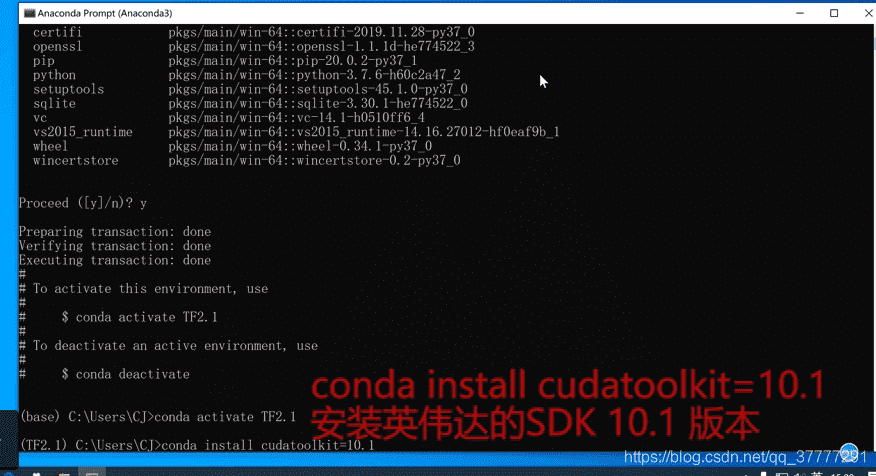 Anaconda Prompt (Anaconda3)
certifi pkgs/main/win-64::certifi-2019.11.28-py37_0
openssl pkgs/main/win-64::openssl-1.1.1d-he774522_3
pip pkgs/main/win-64::pip-20.0.2-py37_1
python pkgs/main/win-64::python-3.7.6-h60c2a47_2
setuptools pkgs/main/win-64::setuptools-45.1.0-py37_0
sqlite pkgs/main/win-64::sqlite-3.30.1-he774522_0
vc pkgs/main/win-64::vc-14.1-h0510ff6_4
vs2015_runtime pkgs/main/win-64::vs2015_runtime-14.16.27012-hf0eaf9b_1
wheel pkgs/main/win-64::wheel-0.34.1-py37_0
wincertstore pkgs/main/win-64::wincertstore-0.2-py37_0
Proceed ([y]/n)? y
Preparing transaction: done
Verifying transaction: done
Executing transaction: done
#
# To activate this environment, use
#
# $ conda activate TF2.1
#
# To deactivate an active environment, use
#
# $ conda deactivate
conda install cudatoolkit=10.1
安装英伟达的SDK 10.1 版本
(base) C:\Users\CJ>conda activate TF2.1
(TF2.1) C:\Users\CJ>conda install cudatoolkit=10.1
https://blog.csdn.net/qq_37777291